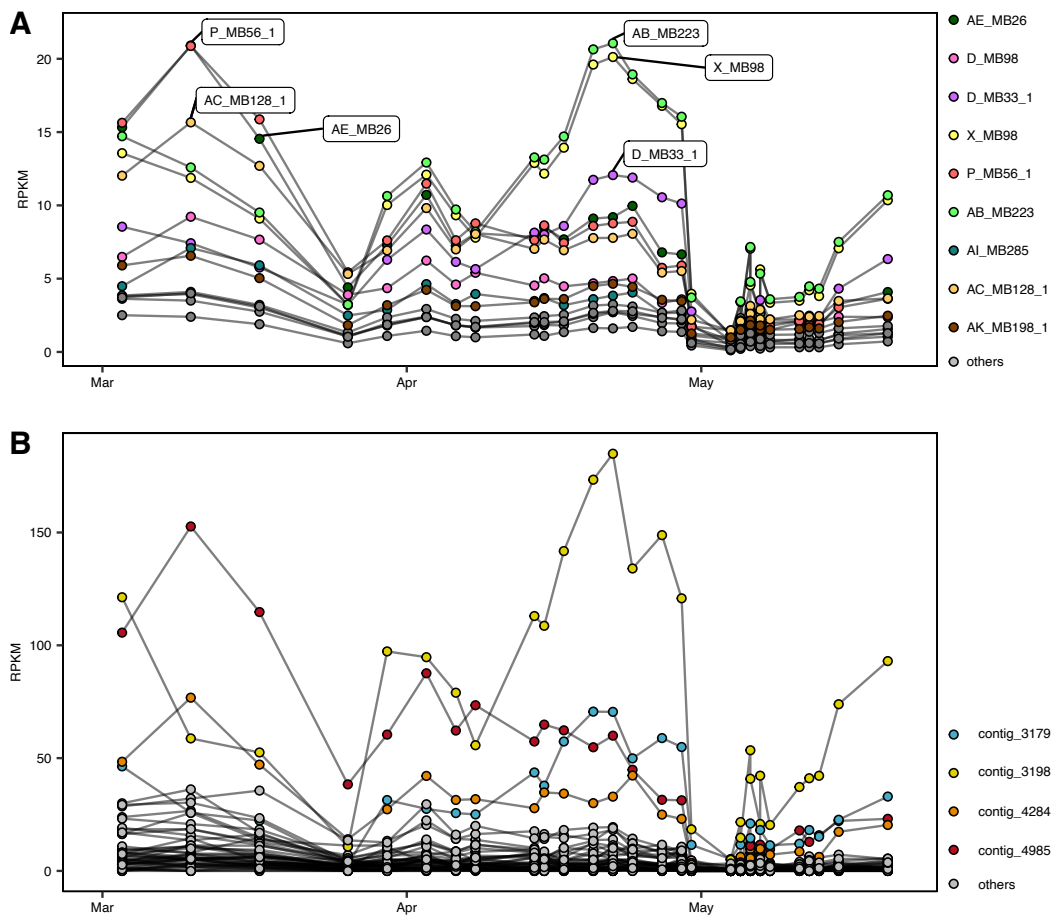 A
P_MB56_1
AC_MB128_1
AE_MB26
AB_MB223
X_MB98
D_MB33_1
RPKM
20
15
10
5
0
Mar
Apr
May
AE_MB26
D_MB98
D_MB33_1
X_MB98
P_MB56_1
AB_MB223
AI_MB285
AC_MB128_1
AK_MB198_1
others
B
RPKM
150
100
50
0
Mar
Apr
May
contig_3179
contig_3198
contig_4284
contig_4985
others